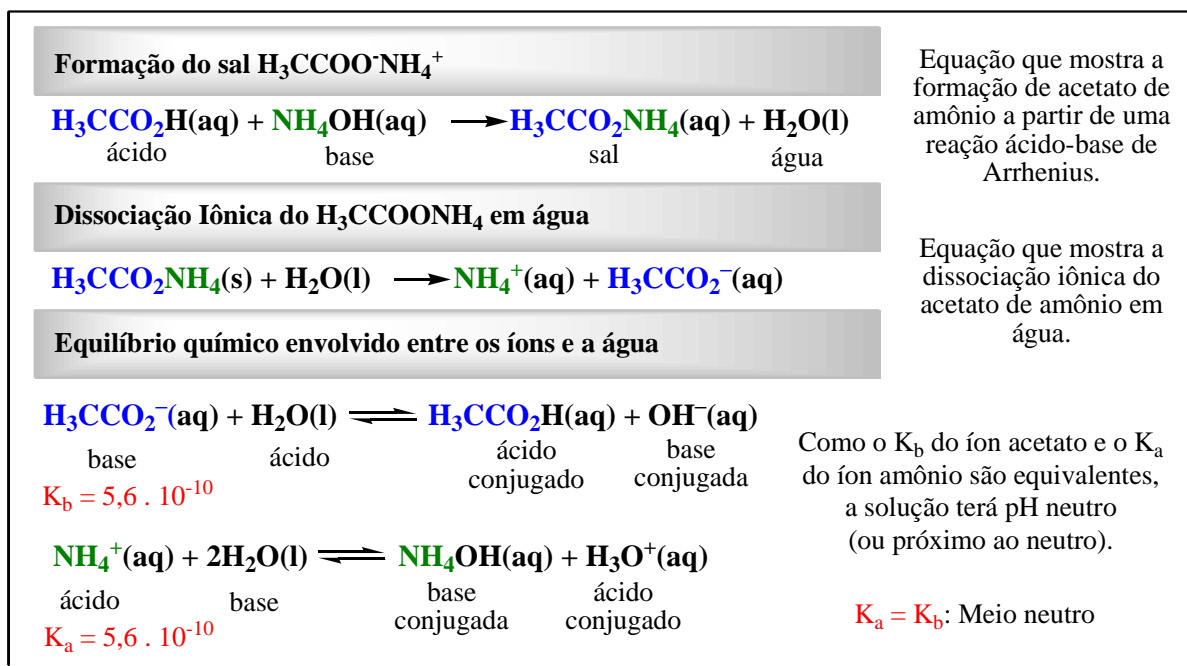 Formação do sal H₃CCOO⁻NH₄⁺
H₃CCO₂H(aq) + NH₄OH(aq) ⟶ H₃CCO₂NH₄(aq) + H₂O(l)
ácido base sal água
Equação que mostra a
formação de acetato de
amônio a partir de uma
reação ácido-base de
Arrhenius.
Dissociação Iônica do H₃CCOONH₄ em água
H₃CCO₂NH₄(s) + H₂O(l) ⟶ NH₄⁺(aq) + H₃CCO₂⁻(aq)
Equação que mostra a
dissociação iônica do
acetato de amônio em
água.
Equilíbrio químico envolvido entre os íons e a água
H₃CCO₂⁻(aq) + H₂O(l) ⇌ H₃CCO₂H(aq) + OH⁻(aq)
base ácido ácido base
conjugado conjugada
K_b = 5,6 . 10⁻¹⁰
NH₄⁺(aq) + 2H₂O(l) ⇌ NH₄OH(aq) + H₃O⁺(aq)
ácido base base ácido
conjugada conjugado
Kₐ = 5,6 . 10⁻¹⁰
Como o K_b do íon acetato e o Kₐ
do íon amônio são equivalentes,
a solução terá pH neutro
(ou próximo ao neutro).
Kₐ = K_b: Meio neutro